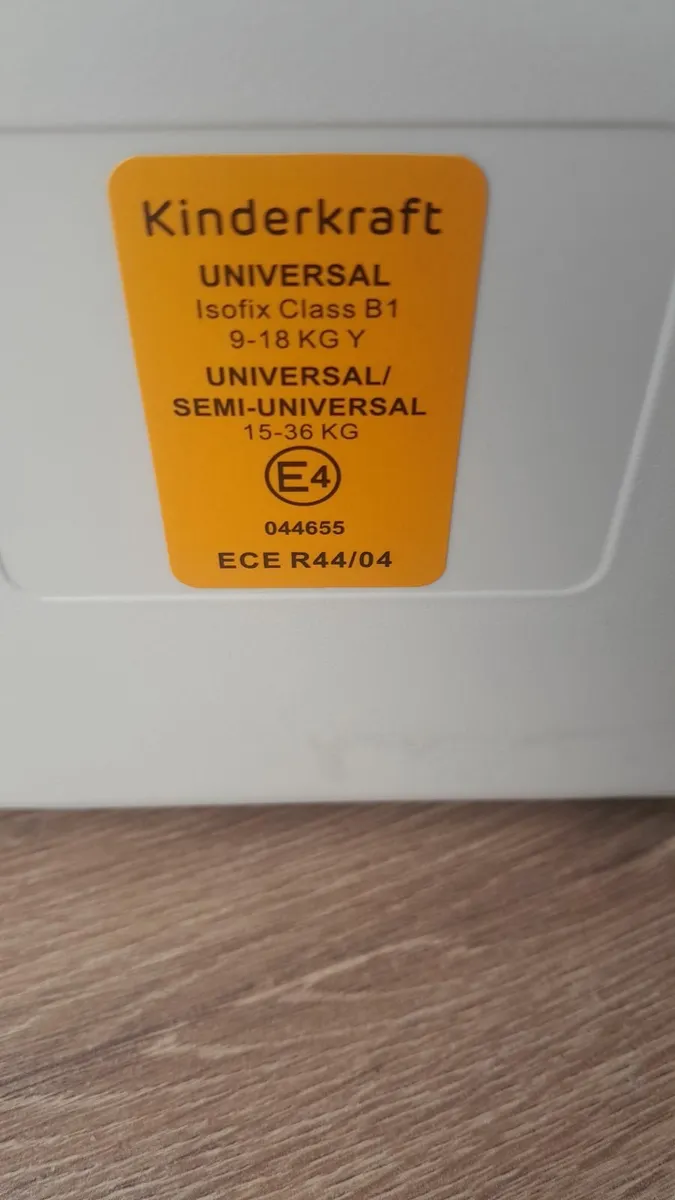 Kinderkraft
UNIVERSAL
Isofix Class B1
9-18 KG Y
UNIVERSAL/
SEMI-UNIVERSAL
15-36 KG
E4
044655
ECE R44/04